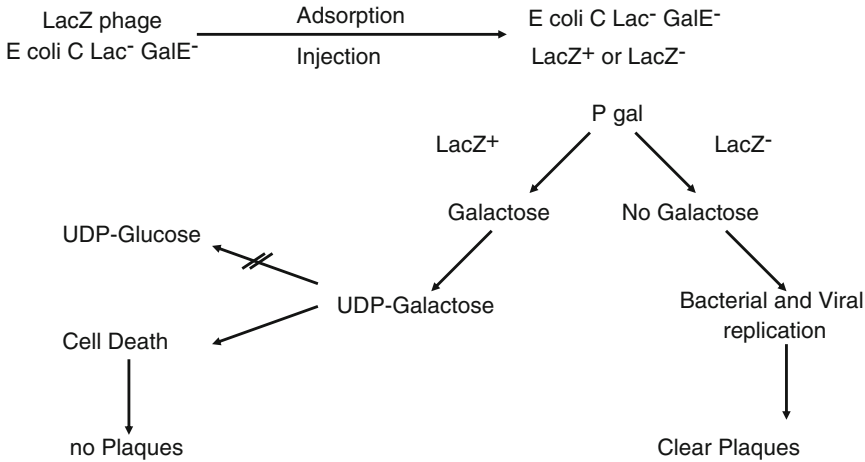 LacZ phage
E coli C Lac- GalE-
Adsorption
Injection
E coli C Lac- GalE-
LacZ+ or LacZ-
P gal
LacZ+
LacZ-
Galactose
No Galactose
UDP-Glucose
UDP-Galactose
Bacterial and Viral
replication
Cell Death
no Plaques
Clear Plaques